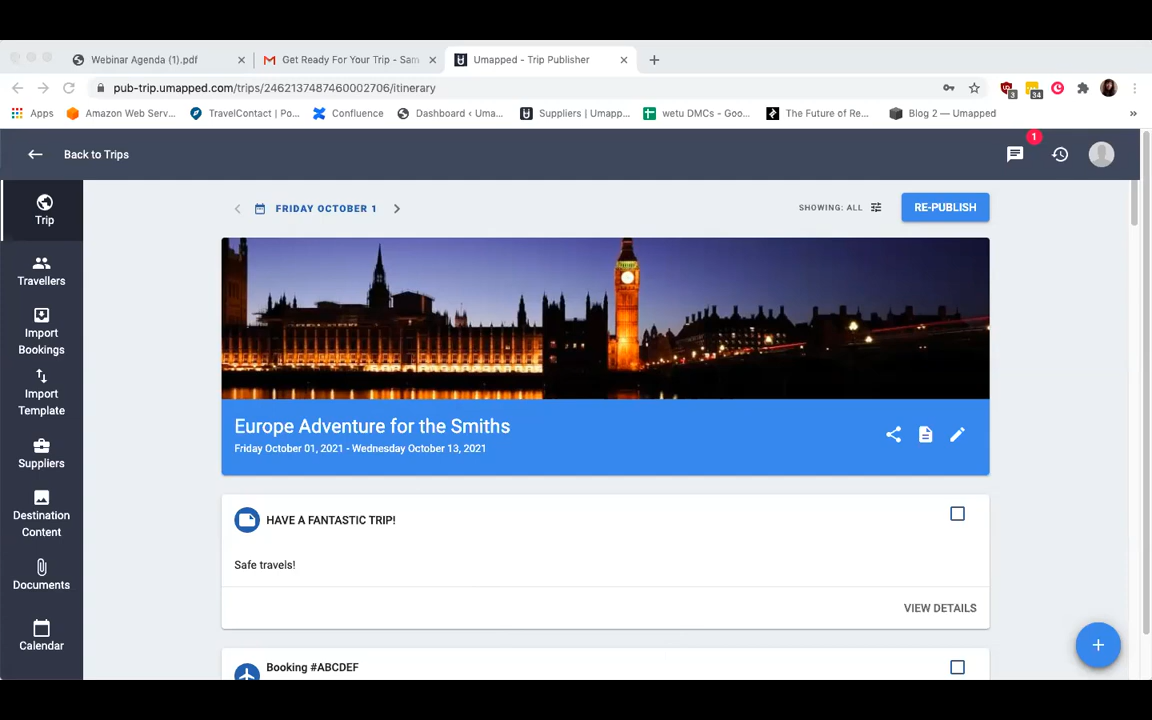 Webinar Agenda (1).pdf
Get Ready For Your Trip - Sam
Umapped - Trip Publisher
pub-trip.umapped.com/trips/2462137487460002706/itinerary
3
34
Apps
Amazon Web Serv...
TravelContact | Po...
Confluence
Dashboard ‹ Uma...
Suppliers | Umapp...
wetu DMCs - Goo...
The Future of Re...
Blog 2 — Umapped
»
Back to Trips
1
Trip
Travellers
Import
Bookings
Import
Template
Suppliers
Destination
Content
Documents
Calendar
FRIDAY OCTOBER 1
SHOWING: ALL
RE-PUBLISH
Europe Adventure for the Smiths
Friday October 01, 2021 - Wednesday October 13, 2021
HAVE A FANTASTIC TRIP!
Safe travels!
VIEW DETAILS
Booking #ABCDEF